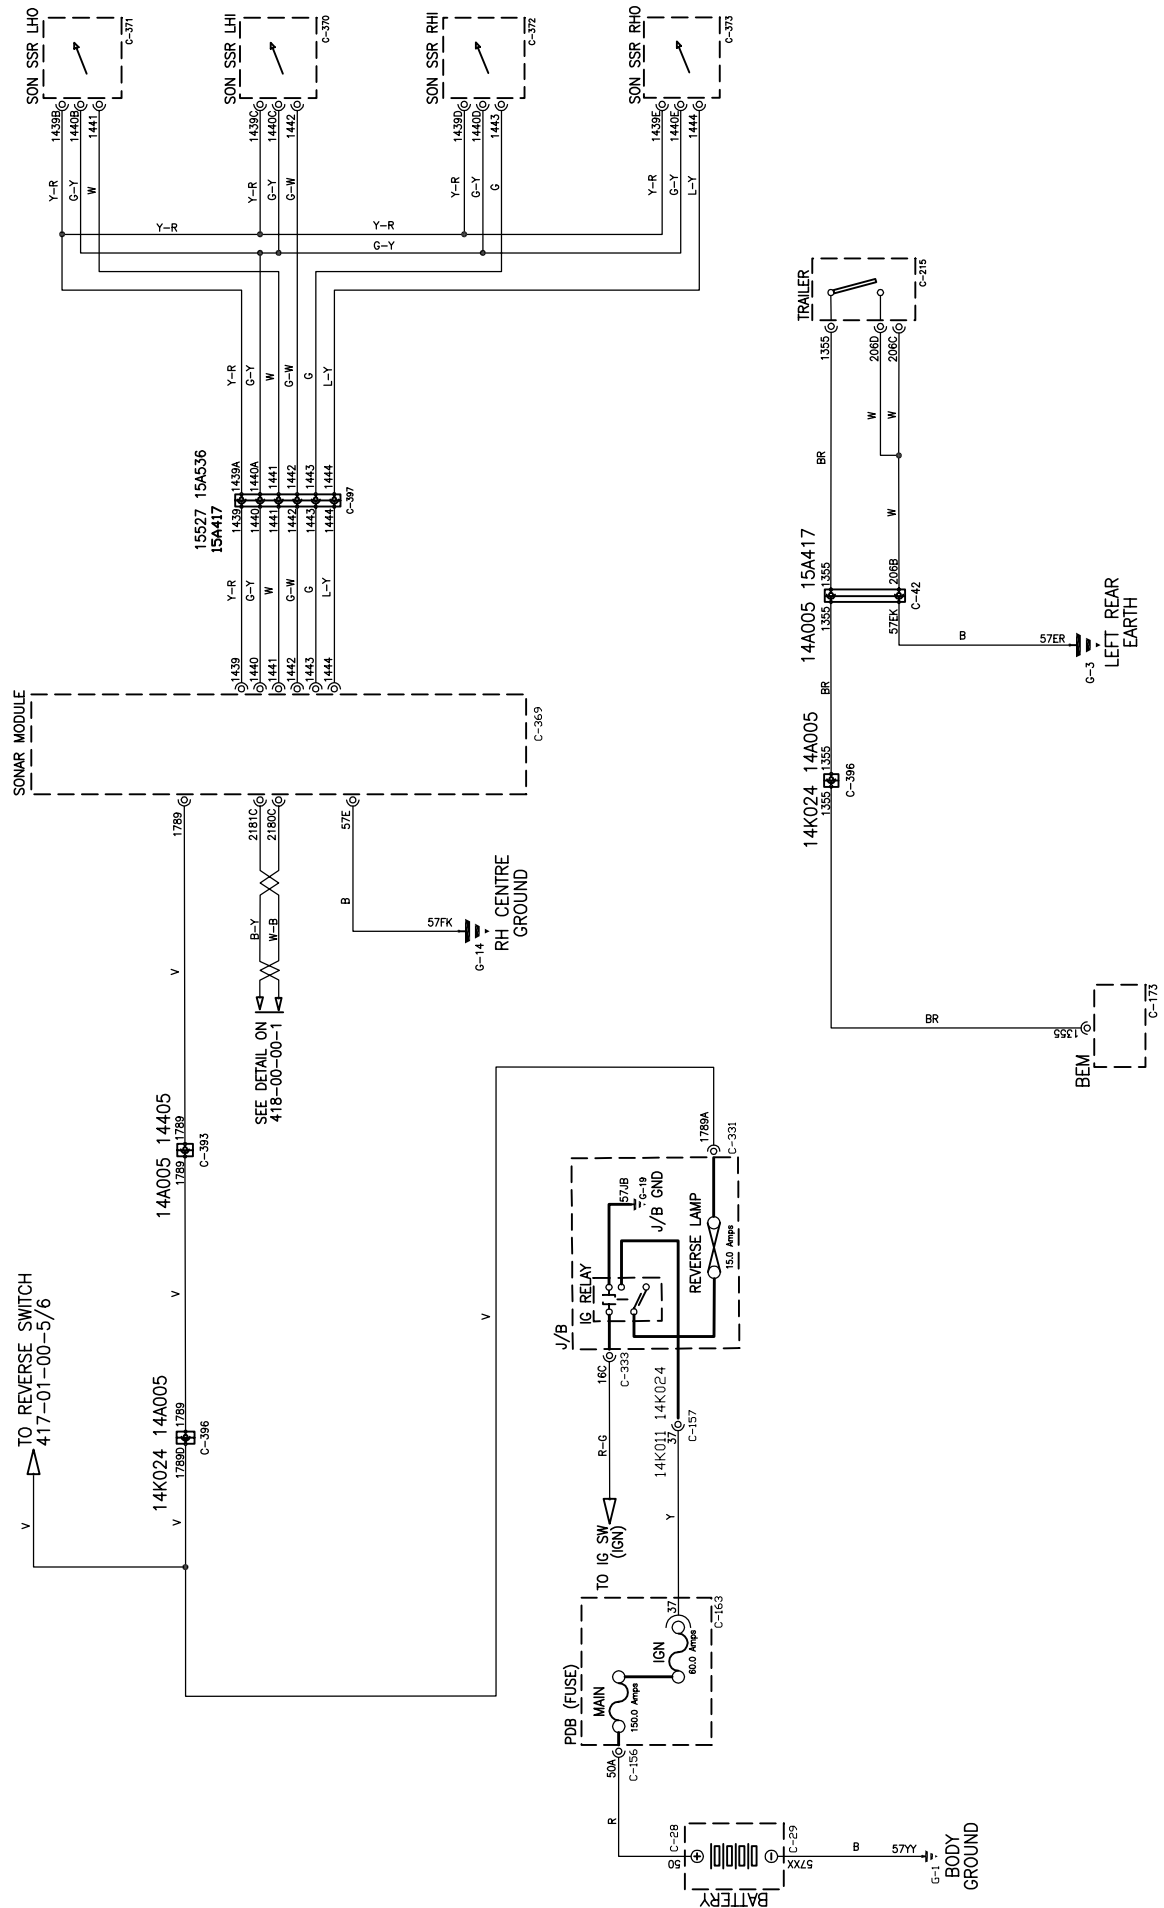 SON SSR LHO
C-371
1439B
1440B
1441
Y-R
G-Y
W
SON SSR LHI
C-370
1439C
1440C
1442
Y-R
G-Y
G-W
SON SSR RHI
C-372
1439D
1440D
1443
Y-R
G-Y
G
SON SSR RHO
C-373
1439E
1440E
1444
Y-R
G-Y
L-Y
Y-R
Y-R
G-Y
Y-R
G-Y
W
G-W
G
L-Y
15527 15A536
15A417
1439A
1440A
1441
1442
1443
1444
1439
1440
1441
1442
1443
1444
C-397
Y-R
G-Y
W
G-W
G
L-Y
1439
1440
1441
1442
1443
1444
SONAR MODULE
C-369
1789
2181C
2180C
57E
V
B-Y
W-B
SEE DETAIL ON
418-00-00-1
B
57FK
G-14
RH CENTRE
GROUND
14A005 14405
1789
1789
C-393
V
14K024 14A005
1789D
1789
C-396
V
V
TO REVERSE SWITCH
417-01-00-5/6
V
TRAILER
C-215
1355
206D
206C
BR
W
W
W
14A005 15A417
1355
1355
57EK
206B
C-42
B
57ER
G-3
LEFT REAR
EARTH
BR
14K024 14A005
1355
1355
C-396
BR
1355
BEM
C-173
J/B
IG RELAY
57JB
G-19
J/B GND
REVERSE LAMP
15.0 Amps
1789A
C-331
16C
C-333
R-G
TO IG SW
(IGN)
14K011 14K024
37
C-157
Y
PDB (FUSE)
37
C-163
IGN
60.0 Amps
MAIN
150.0 Amps
50A
C-156
R
50
C-28
BATTERY
57XX
C-29
B
57YY
G-1
BODY
GROUND